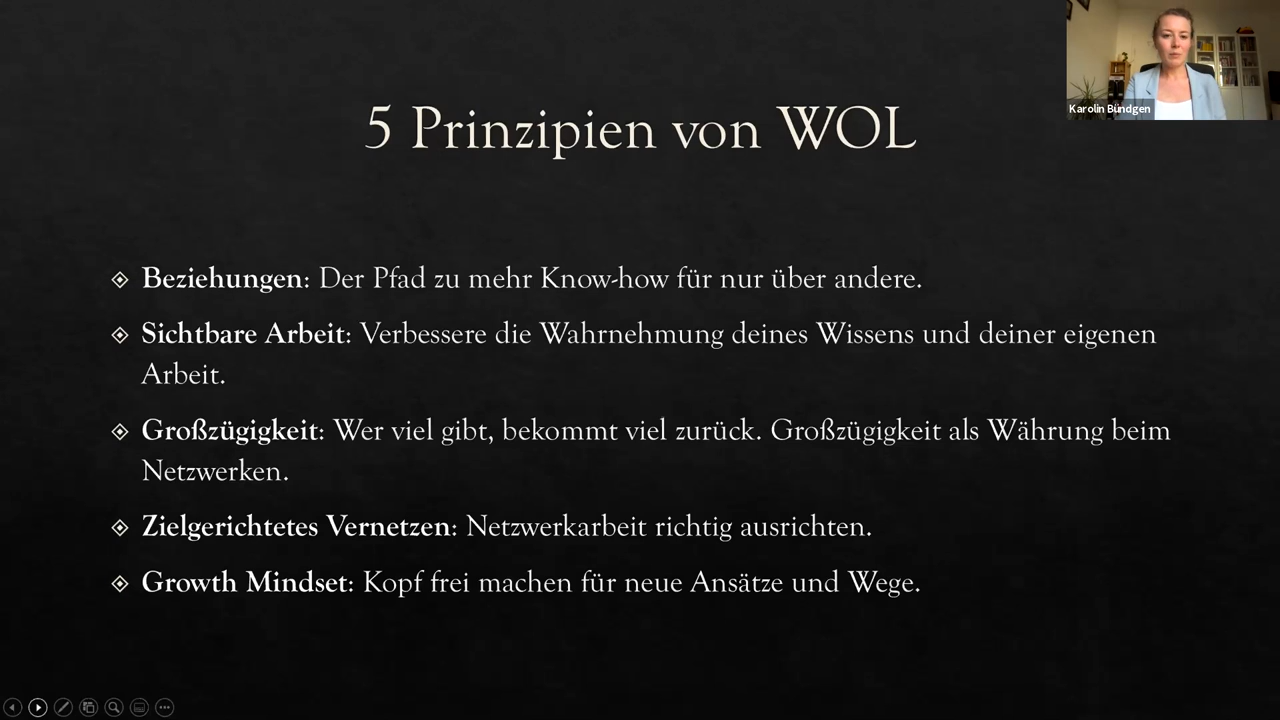 5 Prinzipien von WOL
Karolin Bündgen
Beziehungen: Der Pfad zu mehr Know-how für nur über andere.
Sichtbare Arbeit: Verbessere die Wahrnehmung deines Wissens und deiner eigenen
Arbeit.
Großzügigkeit: Wer viel gibt, bekommt viel zurück. Großzügigkeit als Währung beim
Netzwerken.
Zielgerichtetes Vernetzen: Netzwerkarbeit richtig ausrichten.
Growth Mindset: Kopf frei machen für neue Ansätze und Wege.